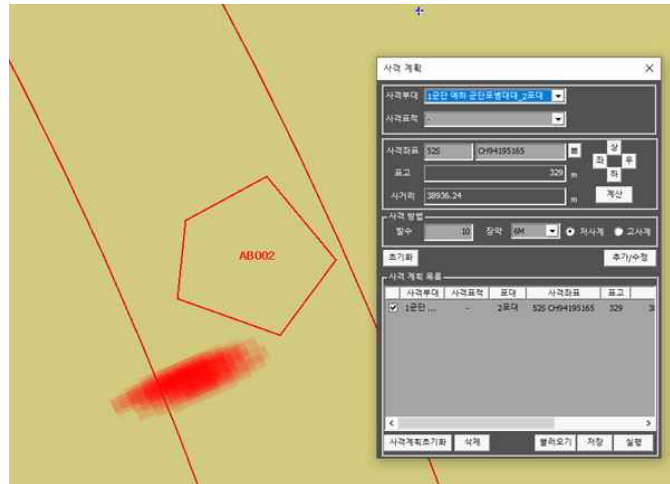 사격 계획
사격부대 1군단 예하 군단포병대대_2포대
사격표적 -
AB002
사격좌표 52S CH94195165
상
좌 우
하
표고 329 m
사거리 38936.24 m 계산
사격 방법
발수 10 장약 6M 저사계 고사계
초기화 추가/수정
사격 계획 목록
사격부대 사격표적 포대 사격좌표 표고
1군단 ... - 2포대 52S CH94195165 329 38
사격계획초기화 삭제 불러오기 저장 실행